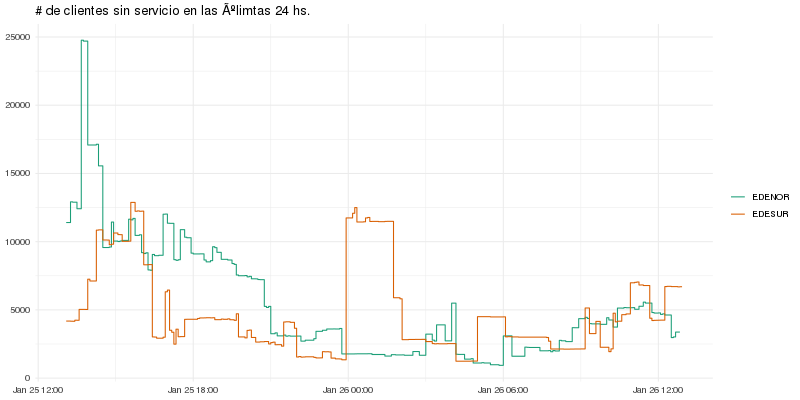 # de clientes sin servicio en las Ãºlimtas 24 hs.
25000
20000
15000
10000
5000
0
Jan 25 12:00 Jan 25 18:00 Jan 26 00:00 Jan 26 06:00 Jan 26 12:00
EDENOR
EDESUR